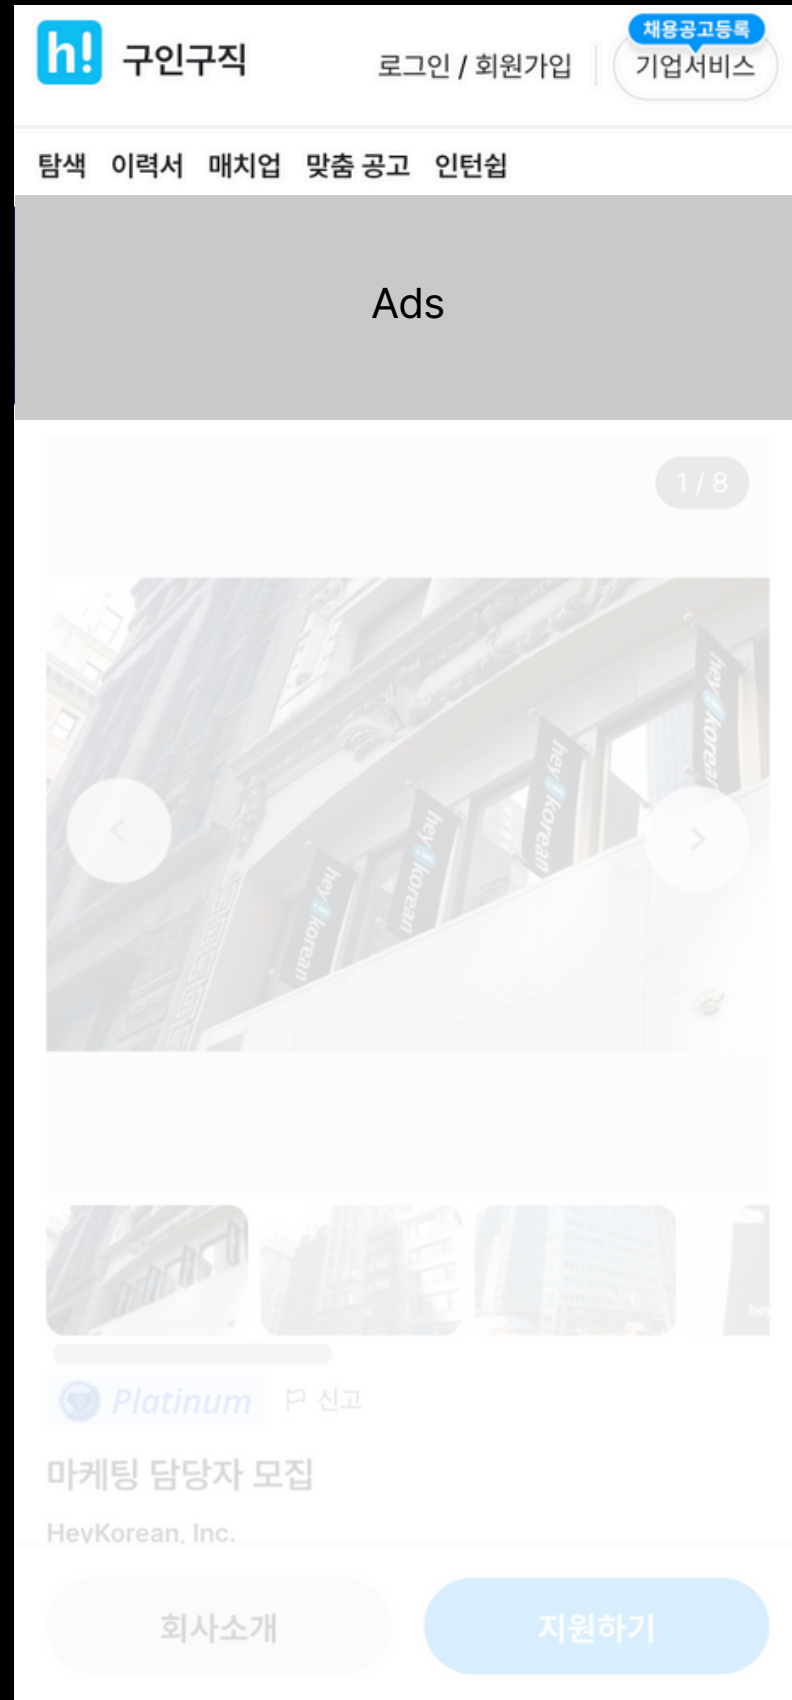 h! 구인구직
로그인 / 회원가입
채용공고등록
기업서비스
탐색 이력서 매치업 맞춤 공고 인턴쉽
Ads
1 / 8
hey!korean
hey!korean
hey!korean
hey!korean
Platinum 신고
마케팅 담당자 모집
HeyKorean, Inc.
회사소개 지원하기